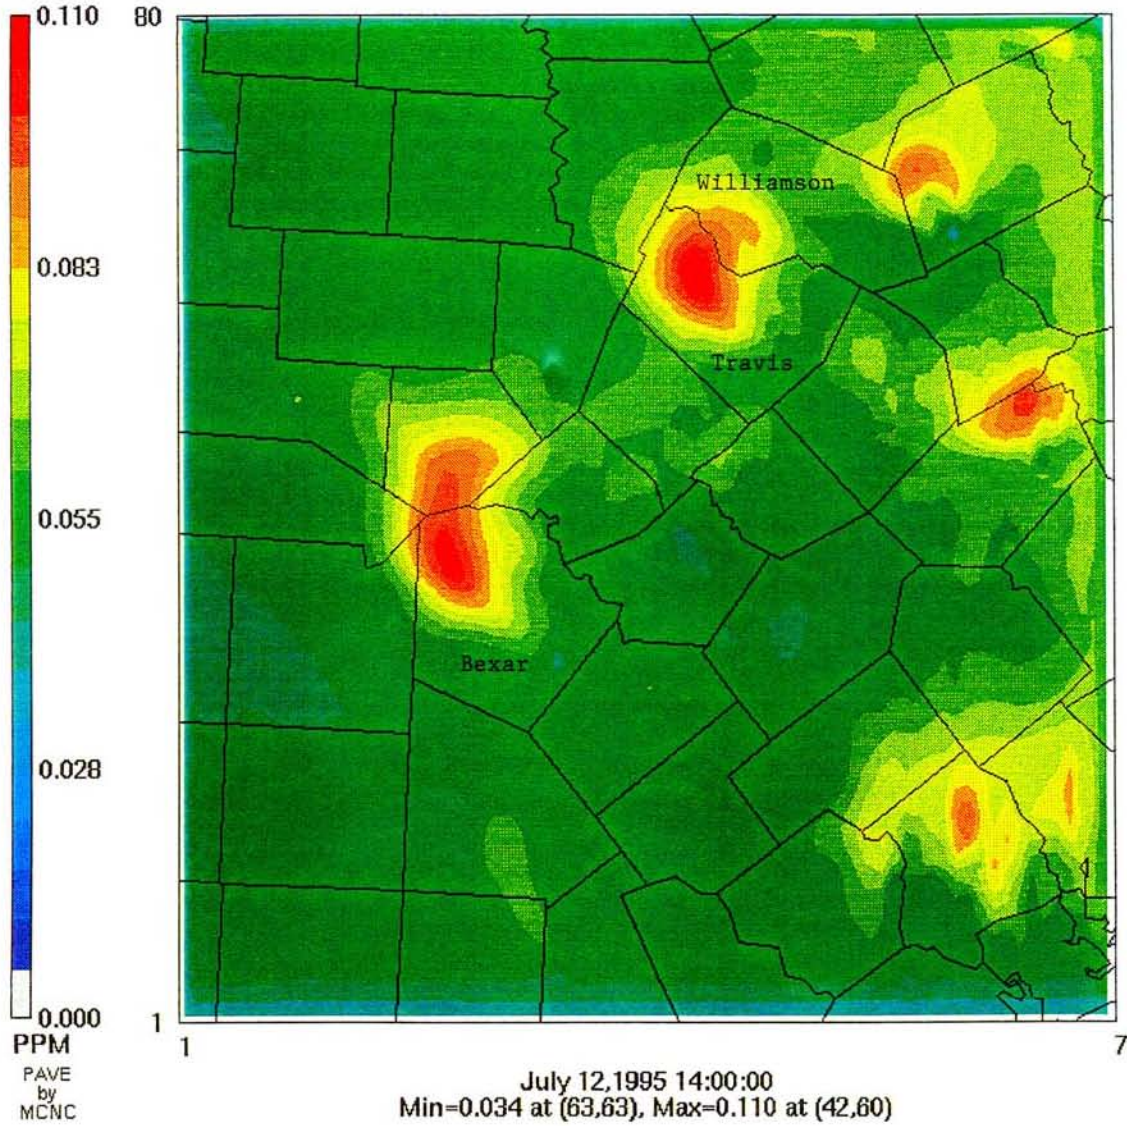 0.110
80
0.083
Williamson
Travis
0.055
Bexar
0.028
0.000
1
PPM
1
7
PAVE
by
MCNC
July 12,1995 14:00:00
Min=0.034 at (63,63), Max=0.110 at (42,60)